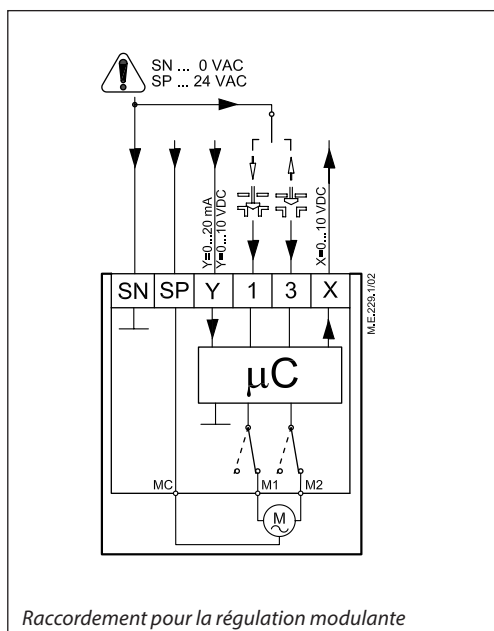 SN ... 0 VAC
SP ... 24 VAC
Y=0...20 mA
Y=0...10 VDC
X=0...10 VDC
SN SP Y 1 3 X
M.E.229.1/02
µC
MC M1 M2
M
Raccordement pour la régulation modulante